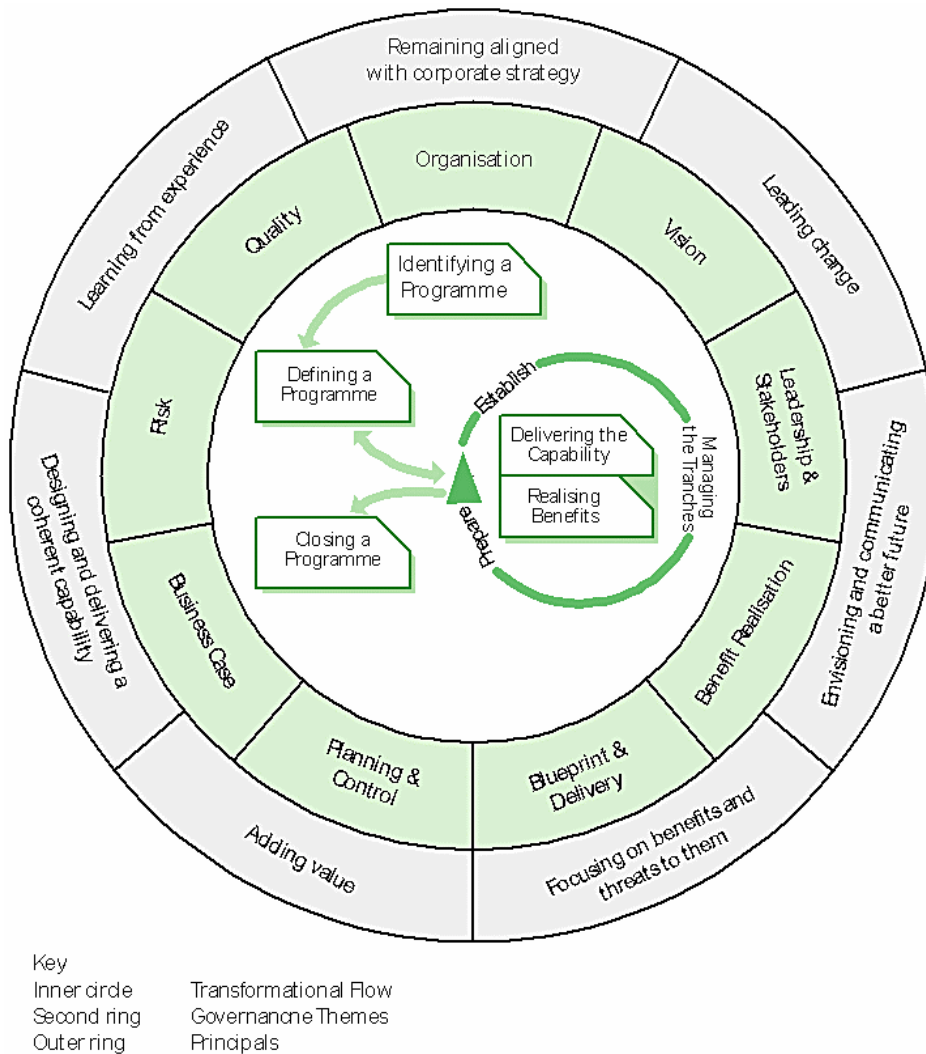 Remaining aligned
with corporate strategy
Leading change
Envisioning and communicating
a better future
Focusing on benefits and
threats to them
Adding value
Designing and delivering a
coherent capability
Learning from experience
Organisation
Vision
Leadership &
Stakeholders
Benefit Realisation
Blueprint &
Delivery
Planning &
Control
Business Case
Risk
Quality
Identifying a
Programme
Defining a
Programme
Closing a
Programme
Establish
Delivering the
Capability
Realising
Benefits
Managing
the Tranches
Prepare
Key
Inner circle Transformational Flow
Second ring Governancne Themes
Outer ring Principals